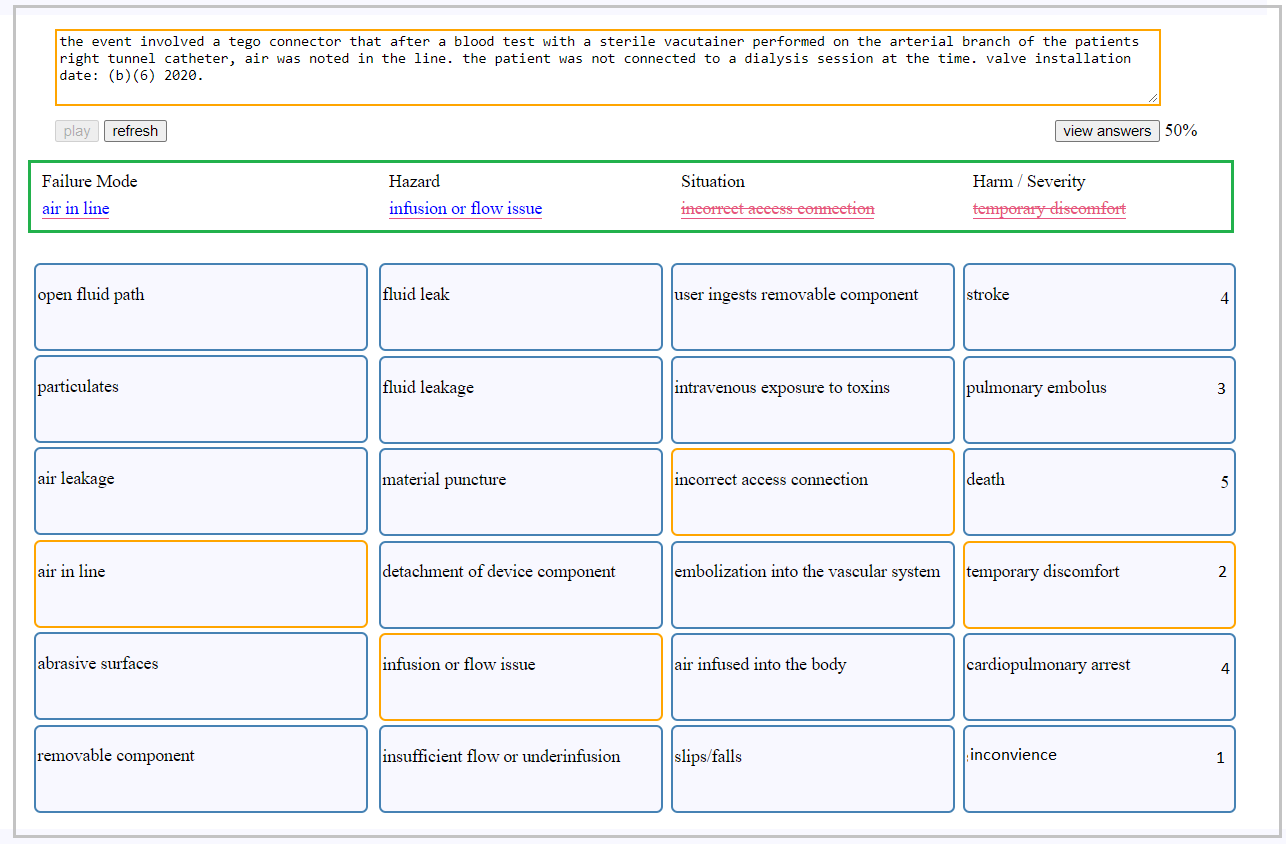 the event involved a tego connector that after a blood test with a sterile vacutainer performed on the arterial branch of the patients
right tunnel catheter, air was noted in the line. the patient was not connected to a dialysis session at the time. valve installation
date: (b)(6) 2020.
play refresh view answers 50%
Failure Mode Hazard Situation Harm / Severity
air in line infusion or flow issue incorrect access connection temporary discomfort
open fluid path fluid leak user ingests removable component stroke 4
particulates fluid leakage intravenous exposure to toxins pulmonary embolus 3
air leakage material puncture incorrect access connection death 5
air in line detachment of device component embolization into the vascular system temporary discomfort 2
abrasive surfaces infusion or flow issue air infused into the body cardiopulmonary arrest 4
removable component insufficient flow or underinfusion slips/falls inconvience 1